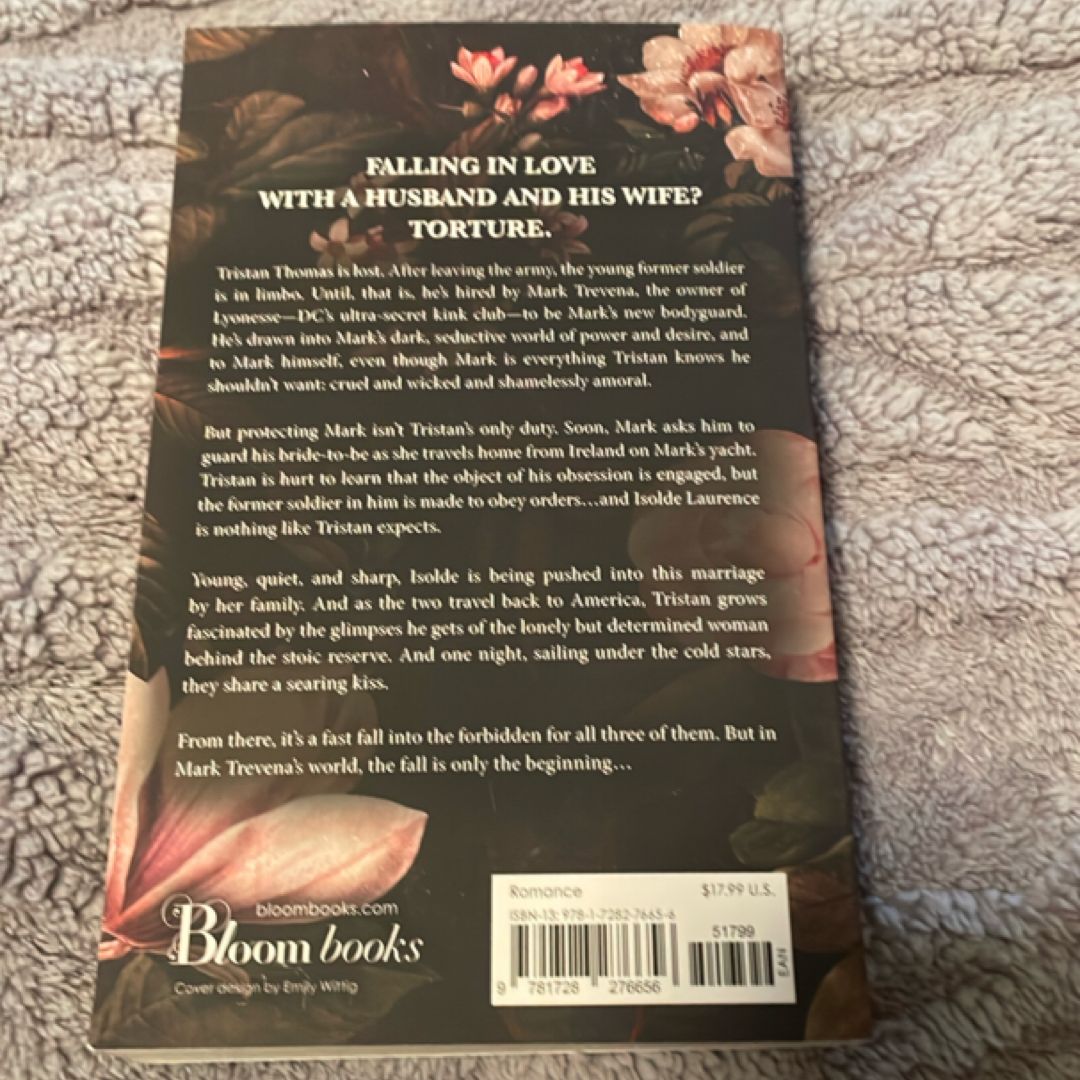 FALLING IN LOVE
WITH A HUSBAND AND HIS WIFE?
TORTURE.
Tristan Thomas is lost. After leaving the army, the young former soldier
is in limbo. Until, that is, he's hired by Mark Trevena, the owner of
Lyonesse—DC's ultra-secret kink club—to be Mark's new bodyguard.
He's drawn into Mark's dark, seductive world of power and desire, and
to Mark himself, even though Mark is everything Tristan knows he
shouldn't want: cruel and wicked and shamelessly amoral.
But protecting Mark isn't Tristan's only duty. Soon, Mark asks him to
guard his bride-to-be as she travels home from Ireland on Mark's yacht.
Tristan is hurt to learn that the object of his obsession is engaged, but
the former soldier in him is made to obey orders...and Isolde Laurence
is nothing like Tristan expects.
Young, quiet, and sharp, Isolde is being pushed into this marriage
by her family. And as the two travel back to America, Tristan grows
fascinated by the glimpses he gets of the lonely but determined woman
behind the stoic reserve. And one night, sailing under the cold stars,
they share a searing kiss.
From there, it's a fast fall into the forbidden for all three of them. But in
Mark Trevena's world, the fall is only the beginning...
bloombooks.com
Bloom books
Cover design by Emily Wittig
Romance $17.99 U.S.
ISBN-13: 978-1-7282-7665-6
51799
EAN
9 781728 276656